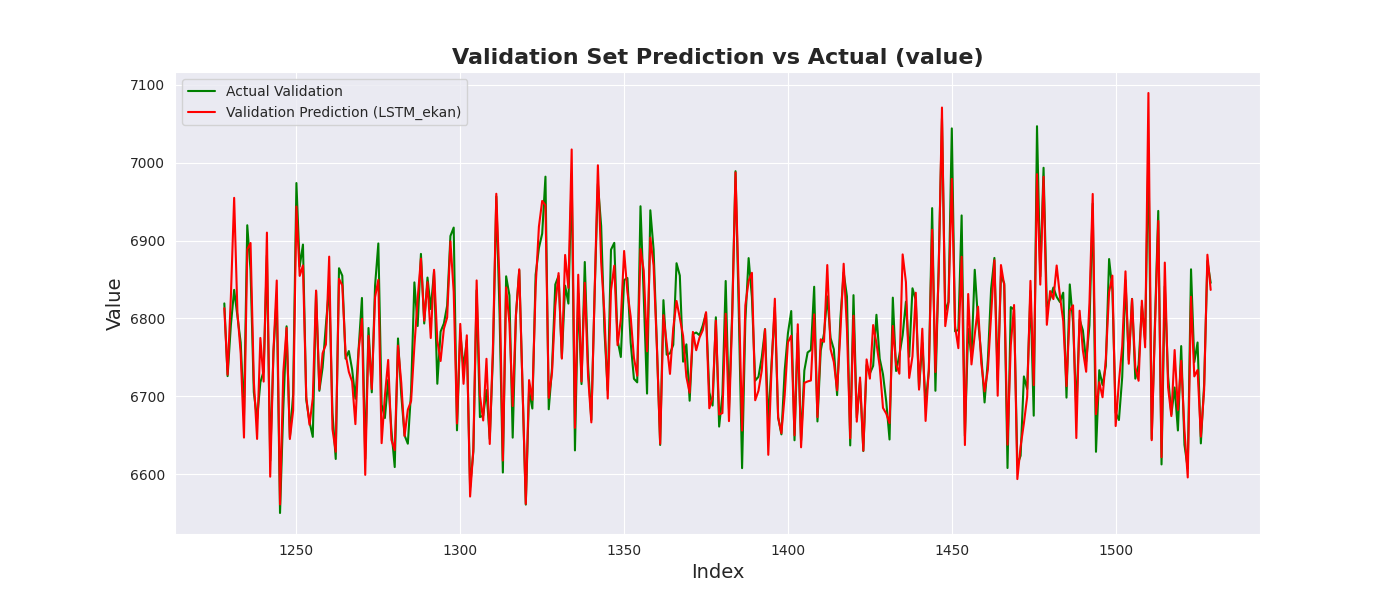 Validation Set Prediction vs Actual (value)
Actual Validation
Validation Prediction (LSTM_ekan)
Value
7100
7000
6900
6800
6700
6600
1250
1300
1350
1400
1450
1500
Index